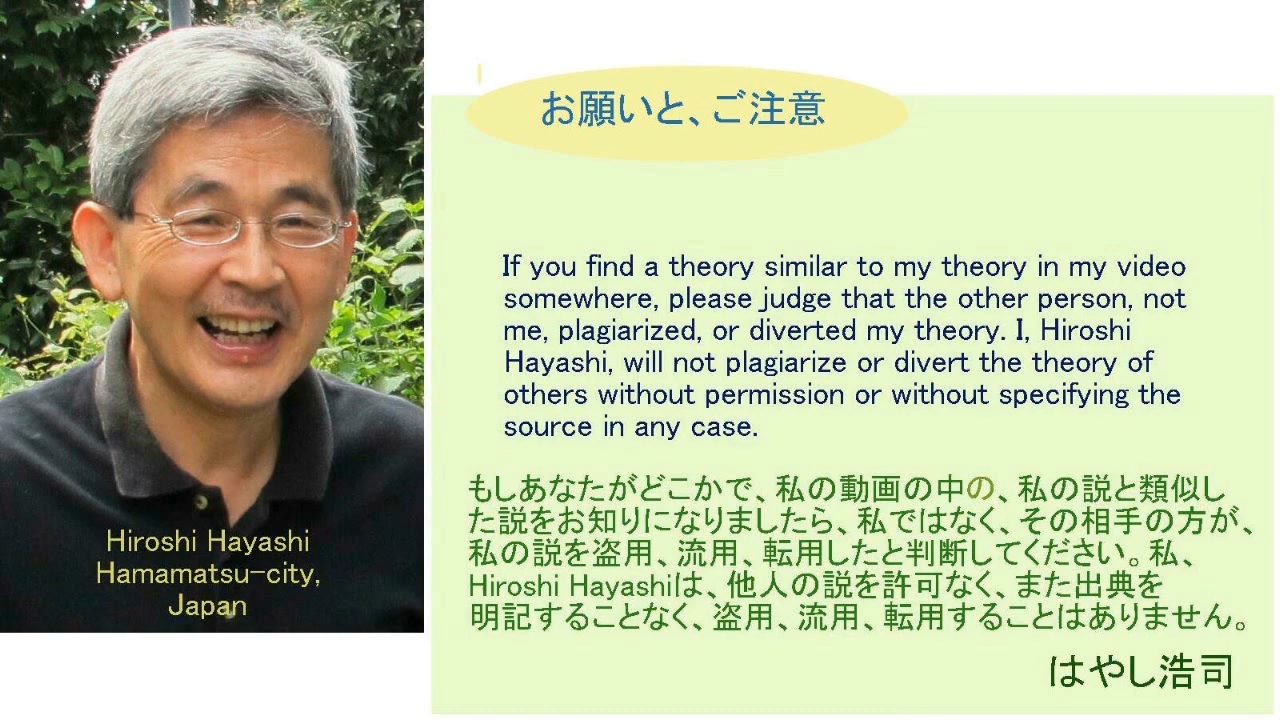 お願いと、ご注意
If you find a theory similar to my theory in my video
somewhere, please judge that the other person, not
me, plagiarized, or diverted my theory. I, Hiroshi
Hayashi, will not plagiarize or divert the theory of
others without permission or without specifying the
source in any case.
もしあなたがどこかで、私の動画の中の、私の説と類似し
た説をお知りになりましたら、私ではなく、その相手の方が、
私の説を盗用、流用、転用したと判断してください。私、
Hiroshi Hayashiは、他人の説を許可なく、また出典を
明記することなく、盗用、流用、転用することはありません。
はやし浩司
Hiroshi Hayashi
Hamamatsu-city,
Japan